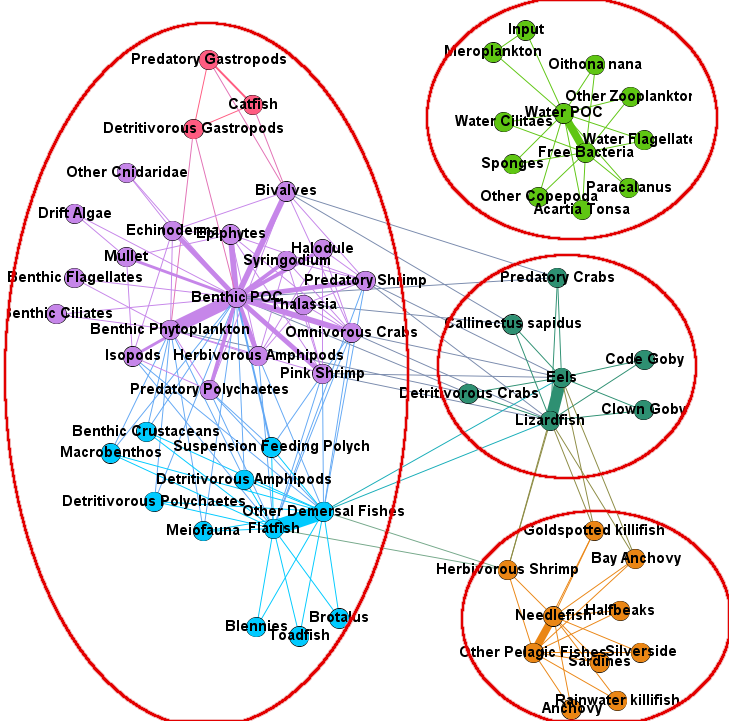 Input
Meroplankton
Oithona nana
Other Zooplankton
Water POC
Water Cilitaes
Water Flagellate
Free Bacteria
Sponges
Paracalanus
Other Copepoda
Acartia Tonsa
Predatory Gastropods
Catfish
Detritivorous Gastropods
Other Cnidaridae
Bivalves
Drift Algae
Echinoderma
Epiphytes
Halodule
Mullet
Syringodium
Benthic Flagellates
Predatory Shrimp
Benthic POC
Thalassia
Benthic Ciliates
Benthic Phytoplankton
Omnivorous Crabs
Isopods
Herbivorous Amphipods
Pink Shrimp
Predatory Polychaetes
Predatory Crabs
Callinectus sapidus
Code Goby
Eels
Detritivorous Crabs
Clown Goby
Lizardfish
Benthic Crustaceans
Macrobenthos
Suspension Feeding Polych
Detritivorous Amphipods
Detritivorous Polychaetes
Other Demersal Fishes
Meiofauna
Flatfish
Blennies
Toadfish
Brotalus
Goldspotted killifish
Bay Anchovy
Herbivorous Shrimp
Needlefish
Halfbeaks
Other Pelagic Fishes
Silverside
Sardines
Rainwater killifish
Anchovy